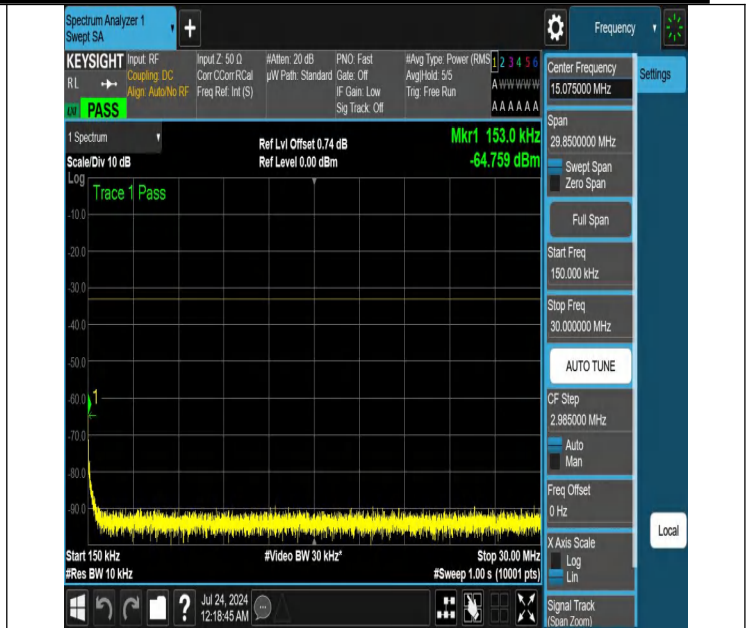 Spectrum Analyzer 1
Swept SA
+
Frequency
KEYSIGHT
RL
LXI
PASS
Input: RF
Coupling: DC
Align: Auto/No RF
Input Z: 50 Ω
Corr CCorr RCal
Freq Ref: Int (S)
#Atten: 20 dB
µW Path: Standard
PNO: Fast
Gate: Off
IF Gain: Low
Sig Track: Off
#Avg Type: Power (RMS
Avg|Hold: 5/5
Trig: Free Run
1 2 3 4 5 6
A W W W W W
A A A A A A
1 Spectrum
Scale/Div 10 dB
Ref Lvl Offset 0.74 dB
Ref Level 0.00 dBm
Mkr1 153.0 kHz
-64.759 dBm
Log
Trace 1 Pass
-10.0
-20.0
-30.0
-40.0
-50.0
-60.0
1
-70.0
-80.0
-90.0
Start 150 kHz
#Res BW 10 kHz
#Video BW 30 kHz*
Stop 30.00 MHz
#Sweep 1.00 s (10001 pts)
?
Jul 24, 2024
12:18:45 AM
Center Frequency
15.075000 MHz
Span
29.8500000 MHz
Swept Span
Zero Span
Full Span
Start Freq
150.000 kHz
Stop Freq
30.000000 MHz
AUTO TUNE
CF Step
2.985000 MHz
Auto
Man
Freq Offset
0 Hz
X Axis Scale
Log
Lin
Signal Track
(Span Zoom)
Settings
Local